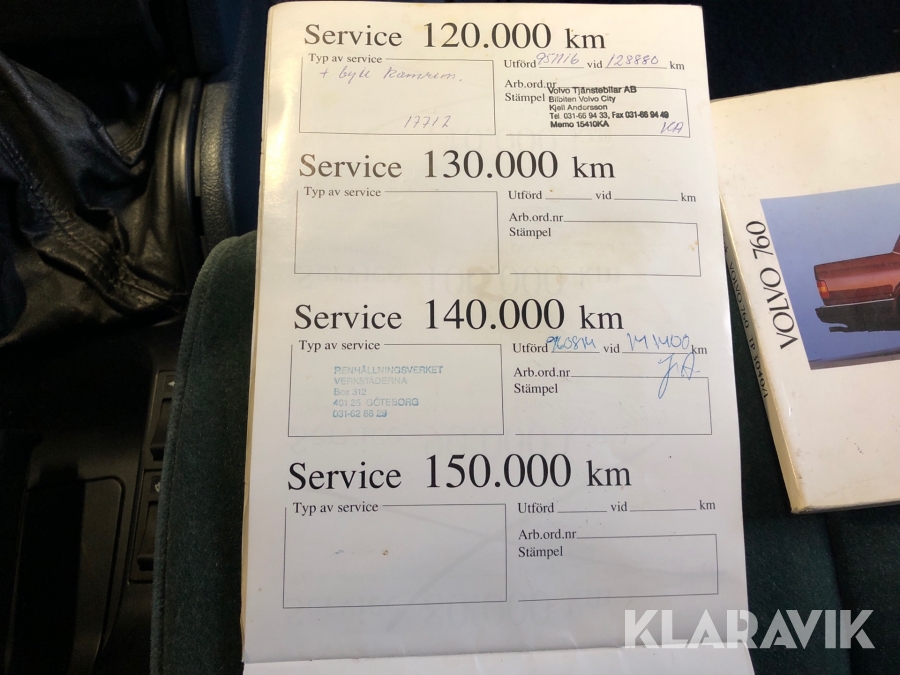 Service 120.000 km
Typ av service
+ byte kamrem.
17712
Utförd 951116 vid 128880 km
Arb.ord.nr
Stämpel
Volvo Tjänstebilar AB
Bilbiten Volvo City
Kjell Andersson
Tel 031-66 94 33, Fax 031-66 94 49
Memo 15410KA
KA
Service 130.000 km
Typ av service
Utförd vid km
Arb.ord.nr
Stämpel
Service 140.000 km
Typ av service
RENHÅLLNINGSVERKET
VERKSTÄDERNA
Box 312
401 25 GÖTEBORG
031-62 86 29
Utförd 960814 vid 141400 km
Arb.ord.nr
Stämpel
Service 150.000 km
Typ av service
Utförd vid km
Arb.ord.nr
Stämpel
VOLVO 760
VOLVO 760
KLARAVIK